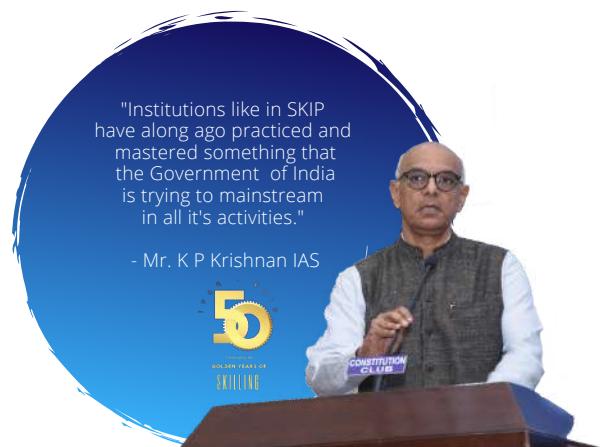 "Institutions like in SKIP
have along ago practiced and
mastered something that
the Government of India
is trying to mainstream
in all it's activities."
- Mr. K P Krishnan IAS
50
GOLDEN YEARS OF
SKILLING
CONSTITUTION
CLUB